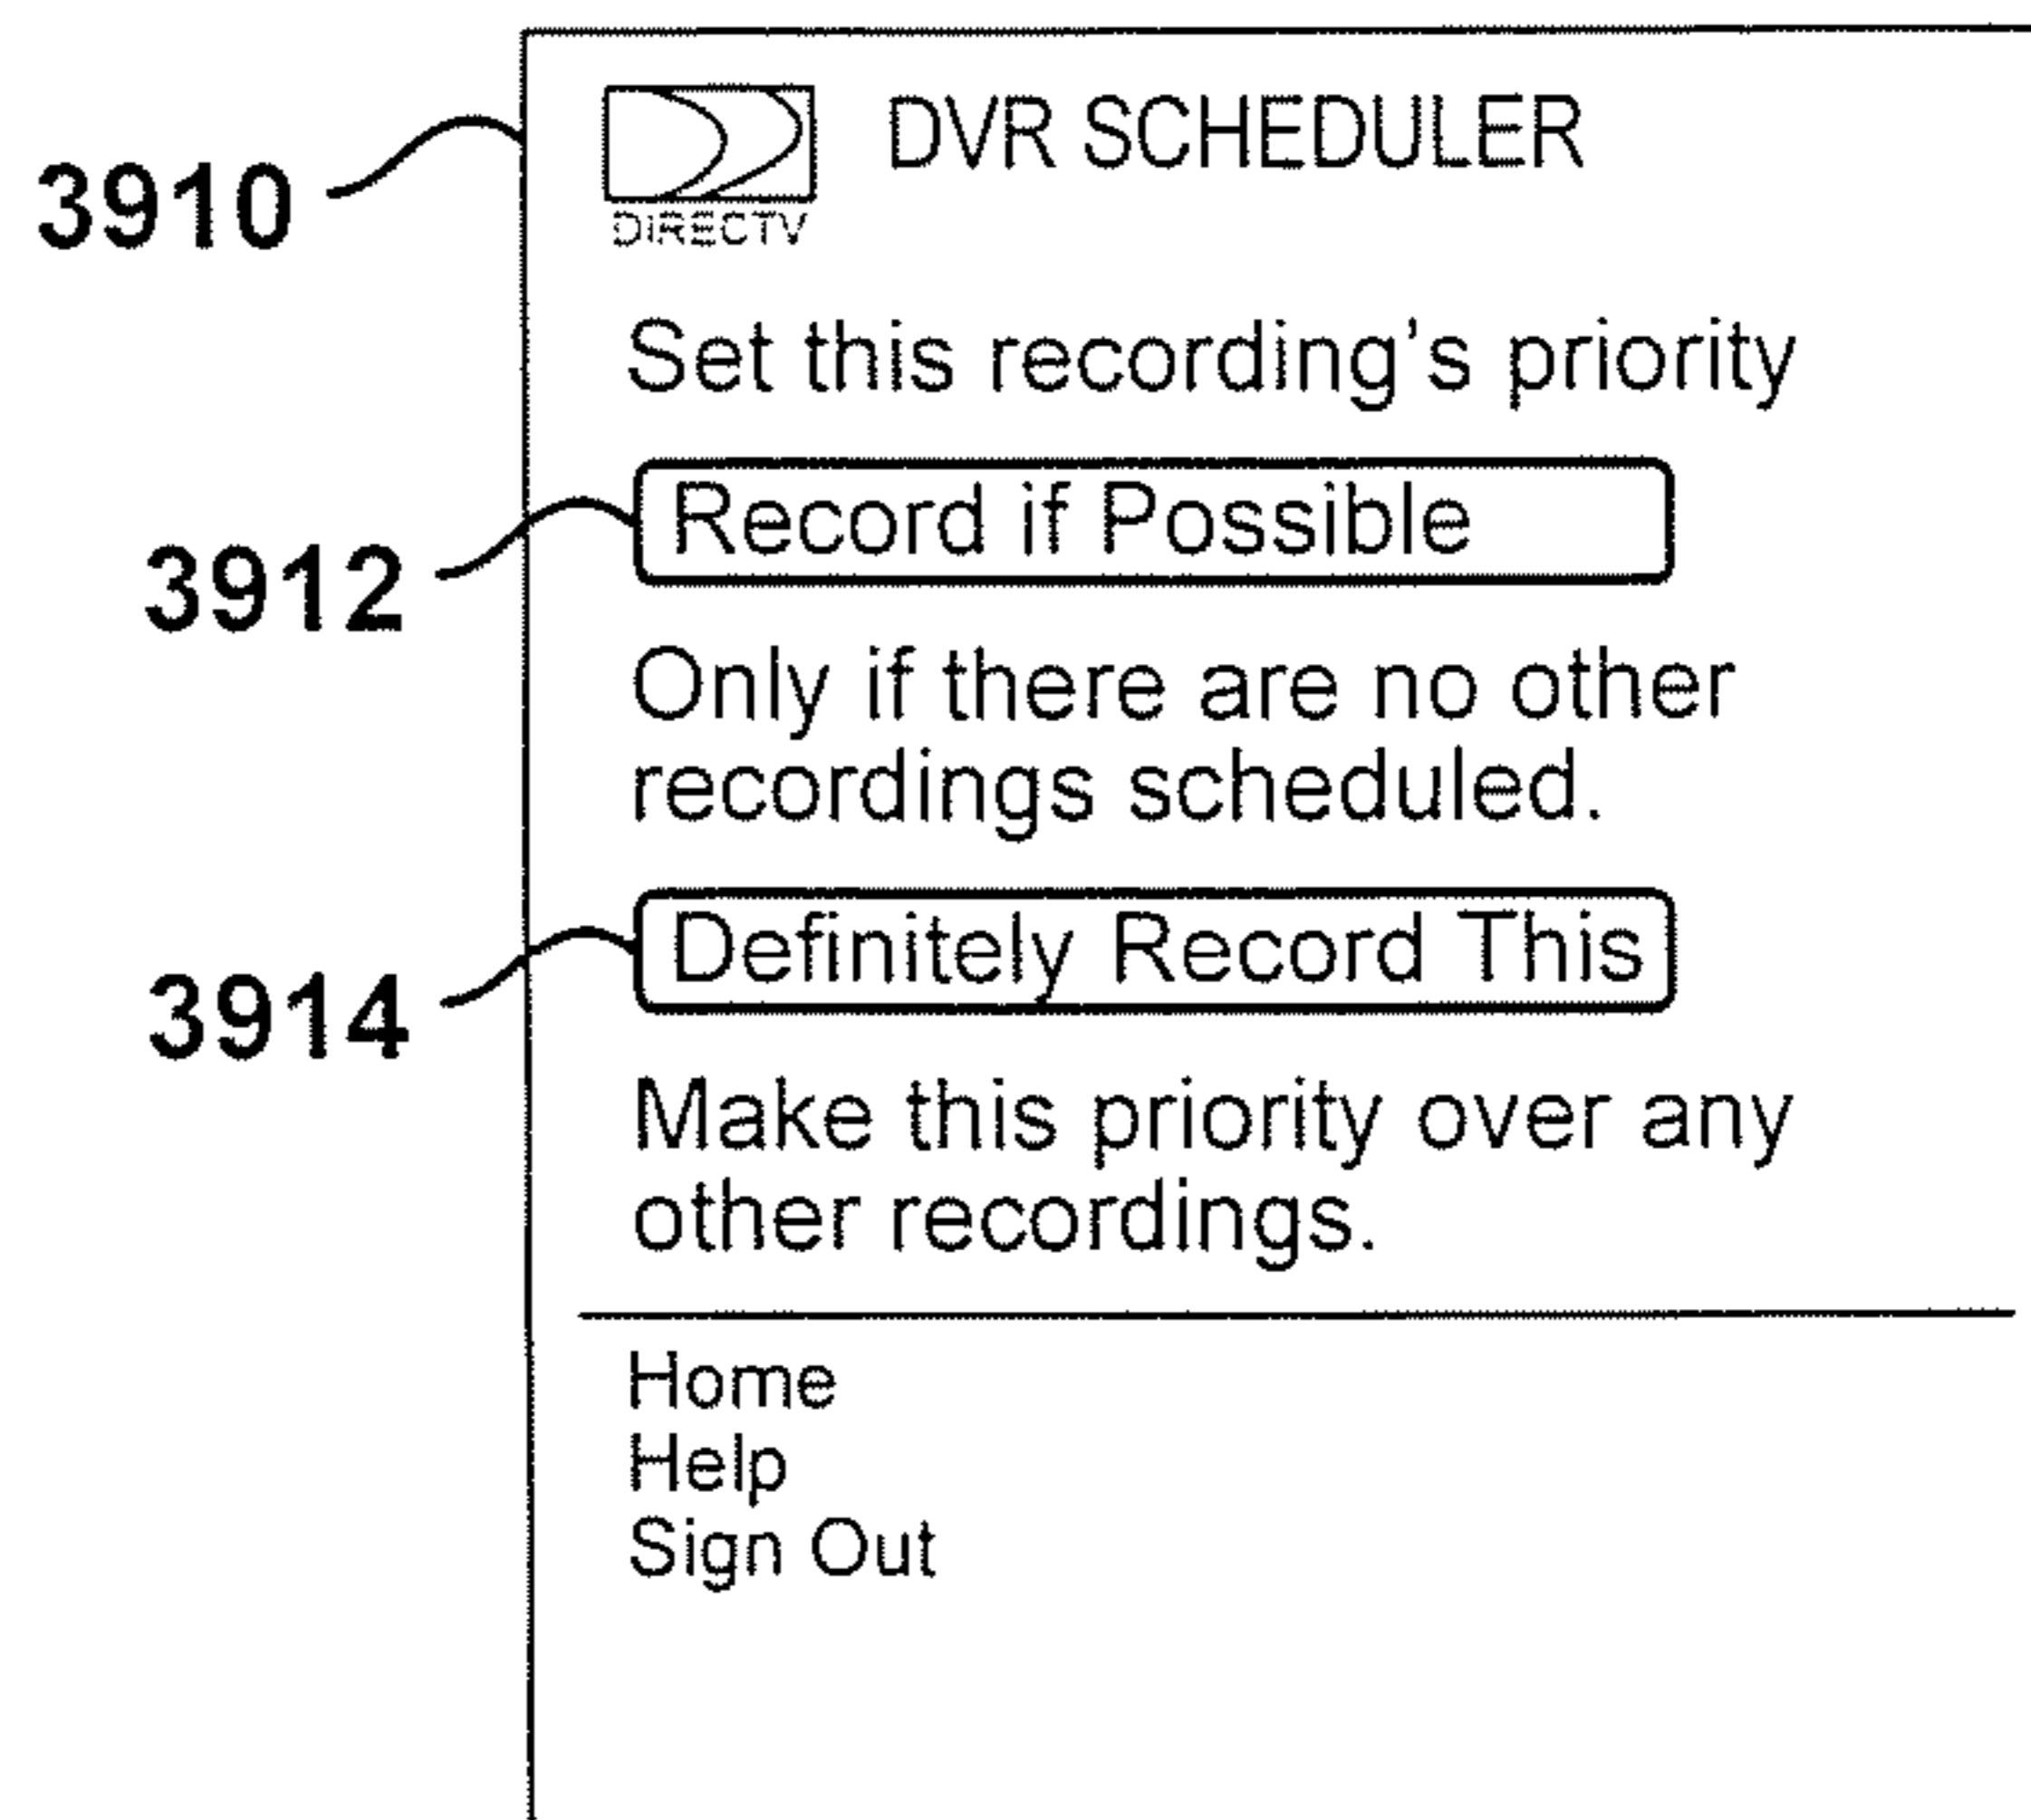 3910
DVR SCHEDULER
DIRECTV
Set this recording's priority
3912
Record if Possible
Only if there are no other
recordings scheduled.
3914
Definitely Record This
Make this priority over any
other recordings.
Home
Help
Sign Out